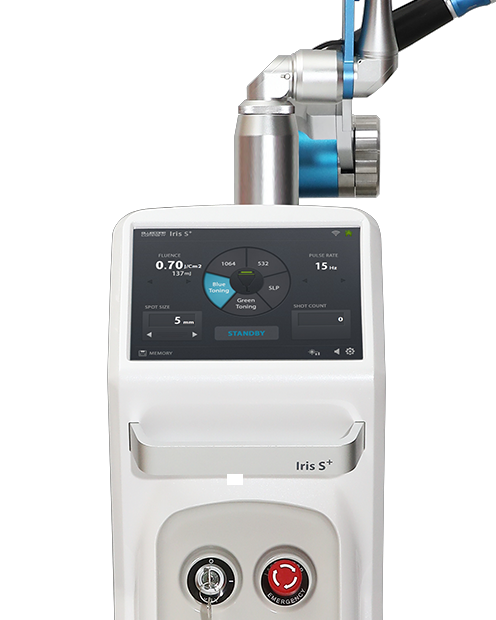 Iris S+
FLUENCE
0.70 J/Cm2
137mJ
1064
532
PULSE RATE
15 Hz
Blue
Toning
SLP
Green
Toning
SPOT SIZE
5 mm
SHOT COUNT
0
STANDBY
MEMORY
Iris S+
EMERGENCY